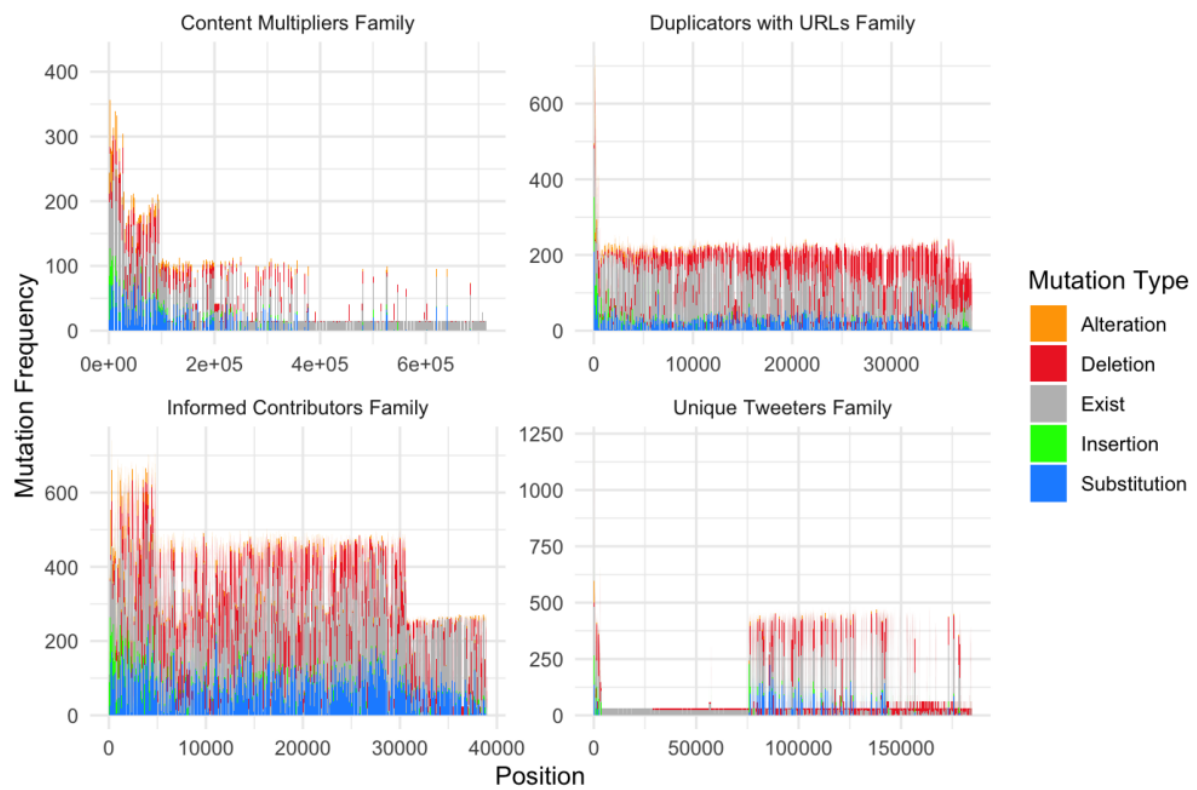 Content Multipliers Family
Duplicators with URLs Family
400
300
200
100
0
0e+00 2e+05 4e+05 6e+05
600
400
200
0
0 10000 20000 30000
Informed Contributors Family
Unique Tweeters Family
600
400
200
0
0 10000 20000 30000 40000
1250
1000
750
500
250
0
0 50000 100000 150000
Mutation Frequency
Position
Mutation Type
Alteration
Deletion
Exist
Insertion
Substitution